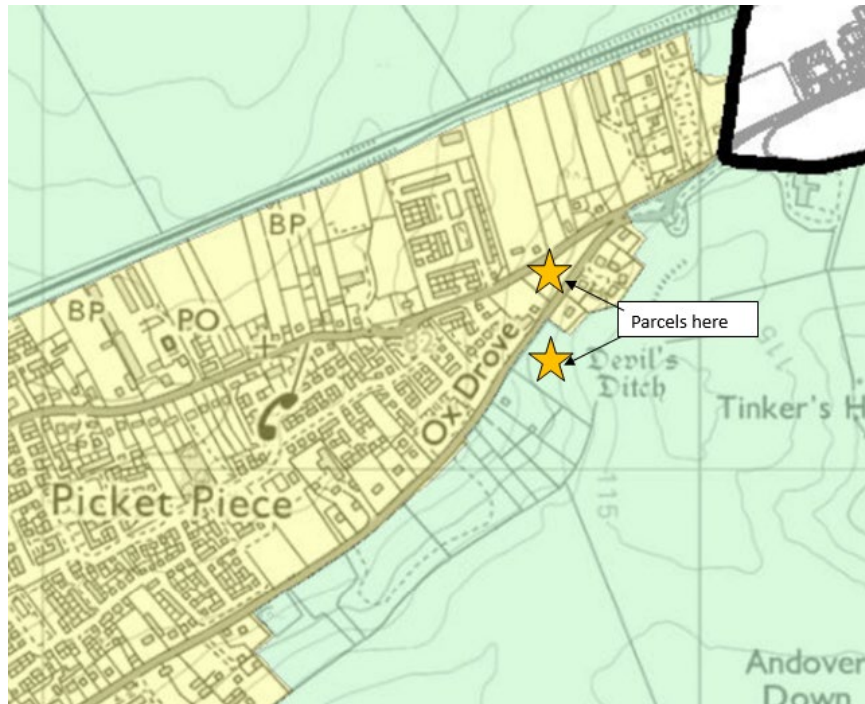 BP
BP
PO
82
Parcels here
Ox Drove
Devil's
Ditch
115
Tinker's H
Picket Piece
115
Andover
Down